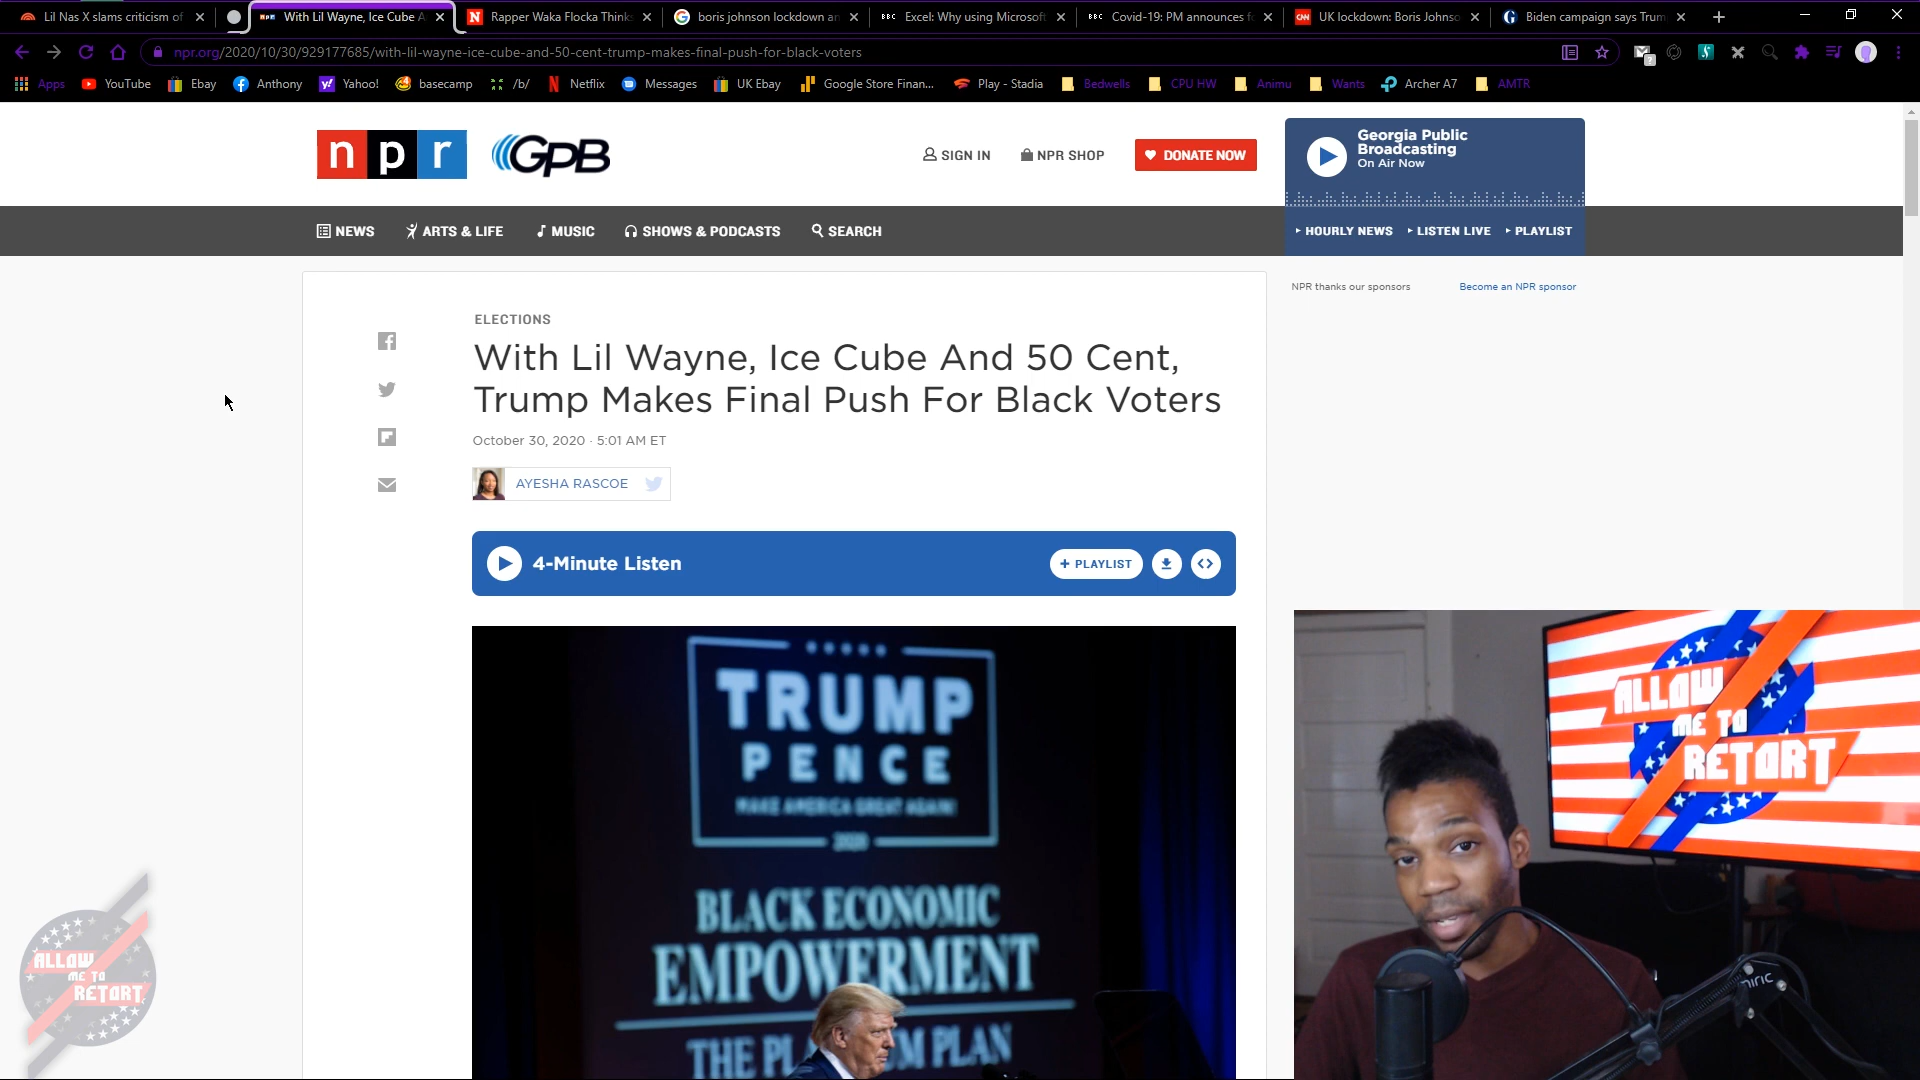 Lil Nas X slams criticism of
With Lil Wayne, Ice Cube A
Rapper Waka Flocka Thinks
boris johnson lockdown an
Excel: Why using Microsoft
Covid-19: PM announces fo
UK lockdown: Boris Johnso
Biden campaign says Trum
npr.org/2020/10/30/929177685/with-lil-wayne-ice-cube-and-50-cent-trump-makes-final-push-for-black-voters
Apps YouTube Ebay Anthony Yahoo! basecamp /b/ Netflix Messages UK Ebay Google Store Finan... Play - Stadia Bedwells CPU HW Animu Wants Archer A7 AMTR
npr GPB
SIGN IN NPR SHOP DONATE NOW
Georgia Public
Broadcasting
On Air Now
NEWS ARTS & LIFE MUSIC SHOWS & PODCASTS SEARCH
HOURLY NEWS LISTEN LIVE PLAYLIST
NPR thanks our sponsors Become an NPR sponsor
ELECTIONS
With Lil Wayne, Ice Cube And 50 Cent,
Trump Makes Final Push For Black Voters
October 30, 2020 · 5:01 AM ET
AYESHA RASCOE
4-Minute Listen
+ PLAYLIST
TRUMP
PENCE
MAKE AMERICA GREAT AGAIN!
2020
BLACK ECONOMIC
EMPOWERMENT
ALLOW
ME TO
RETORT
ALLOW
ME TO
RETORT